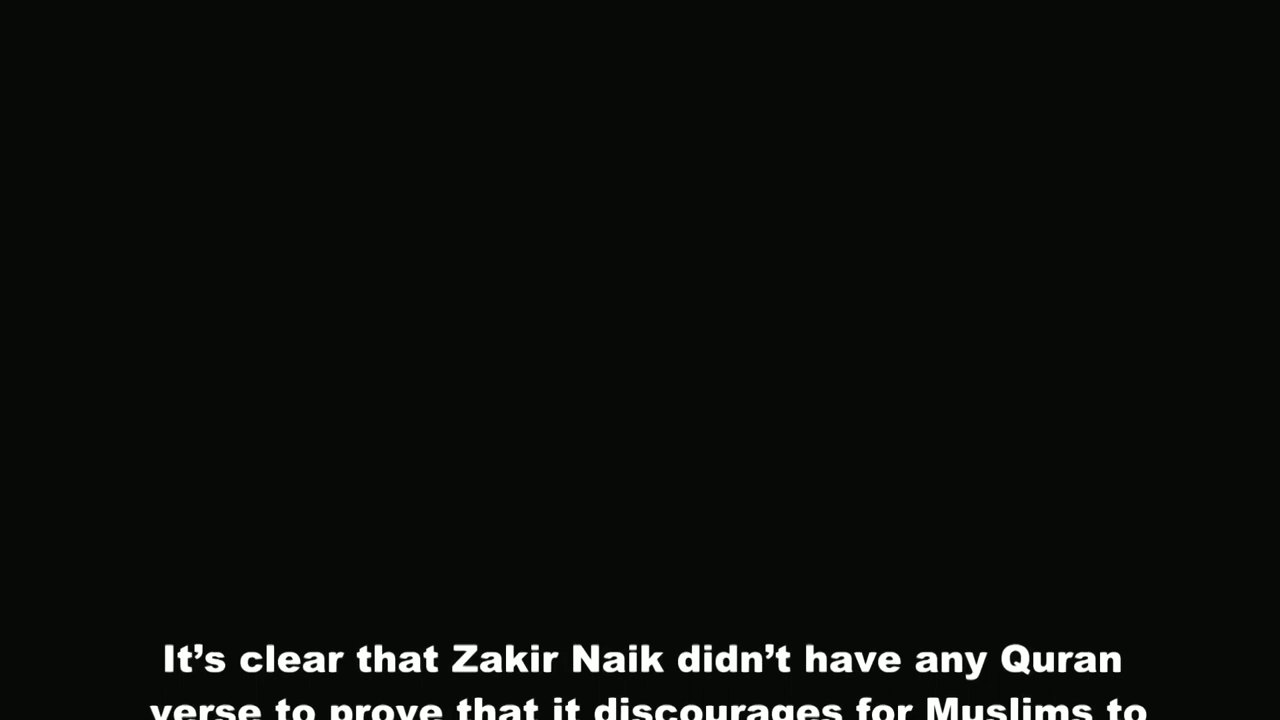 It’s clear that Zakir Naik didn’t have any Quran
verse to prove that it discourages for Muslims to